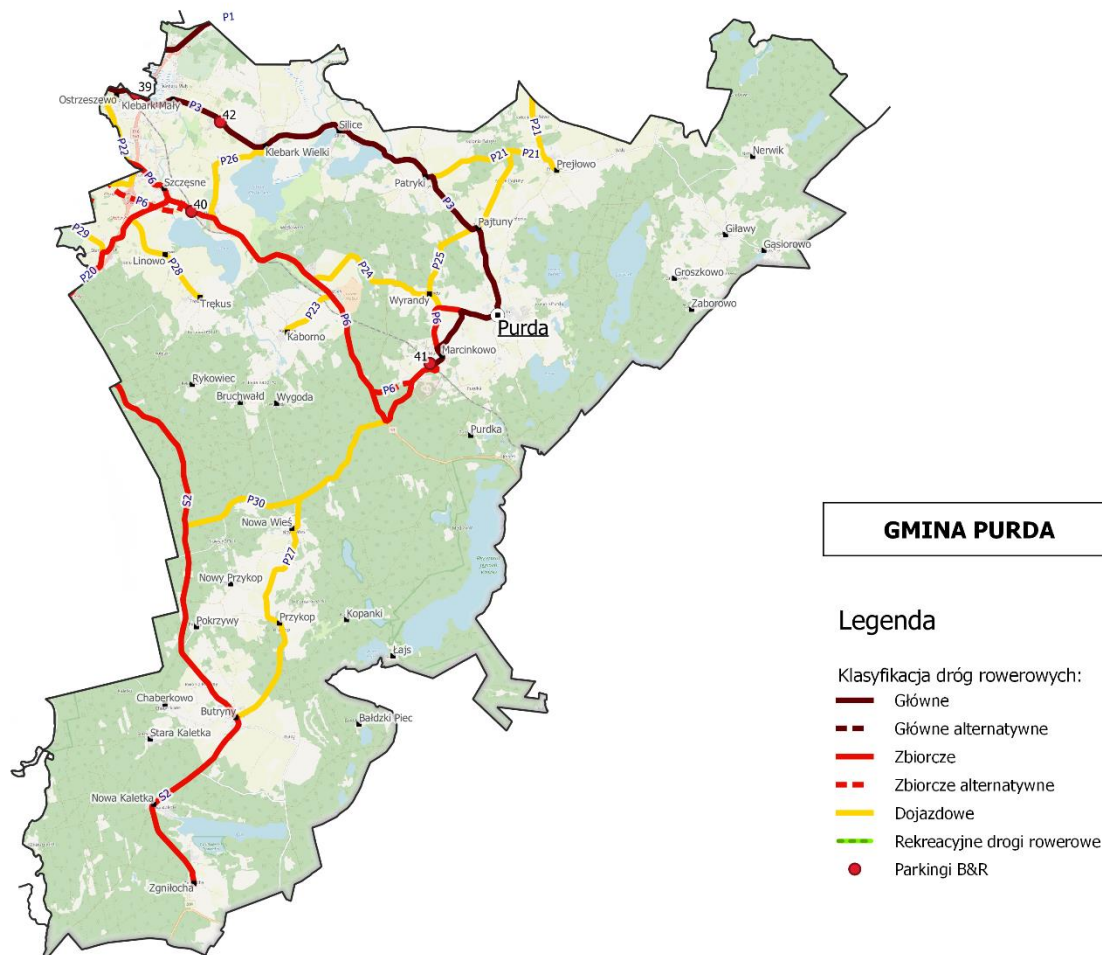 P1
39
Ostrzeszewo
Klebark Mały
P3
42
Silice
P21
P22
P26
Klebark Wielki
P21
P21
Prejłowo
Nerwik
P6
Szczęsne
Patryki
P3
P6
40
Pajtuny
Giławy
Gąsiorowo
P29
Linowo
P28
P20
P24
P25
Groszkowo
Trękus
Wyrandy
Zaborowo
P23
P6
P6
Purda
Kaborno
Marcinkowo
41
Rykowiec
P6
Bruchwałd
Wygoda
Purdka
S2
P30
GMINA PURDA
Nowa Wieś
P27
Nowy Przykop
Pokrzywy
Przykop
Kopanki
Łajs
Legenda
Klasyfikacja dróg rowerowych:
Główne
Główne alternatywne
Zbiorcze
Zbiorcze alternatywne
Dojazdowe
Rekreacyjne drogi rowerowe
Parkingi B&R
Chaberkowo
Butryny
Bałdzki Piec
Stara Kaletka
Nowa Kaletka
S2
Zgniłocha